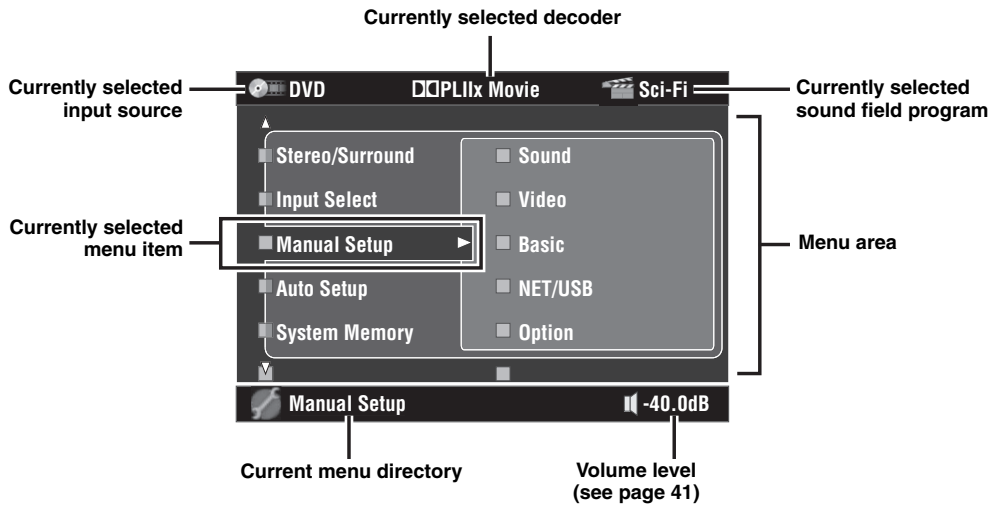 Currently selected decoder
Currently selected
input source
DVD
PLIIx Movie
Sci-Fi
Currently selected
sound field program
Stereo/Surround
Sound
Input Select
Video
Currently selected
menu item
Manual Setup
Basic
Menu area
Auto Setup
NET/USB
System Memory
Option
Manual Setup
-40.0dB
Current menu directory
Volume level
(see page 41)